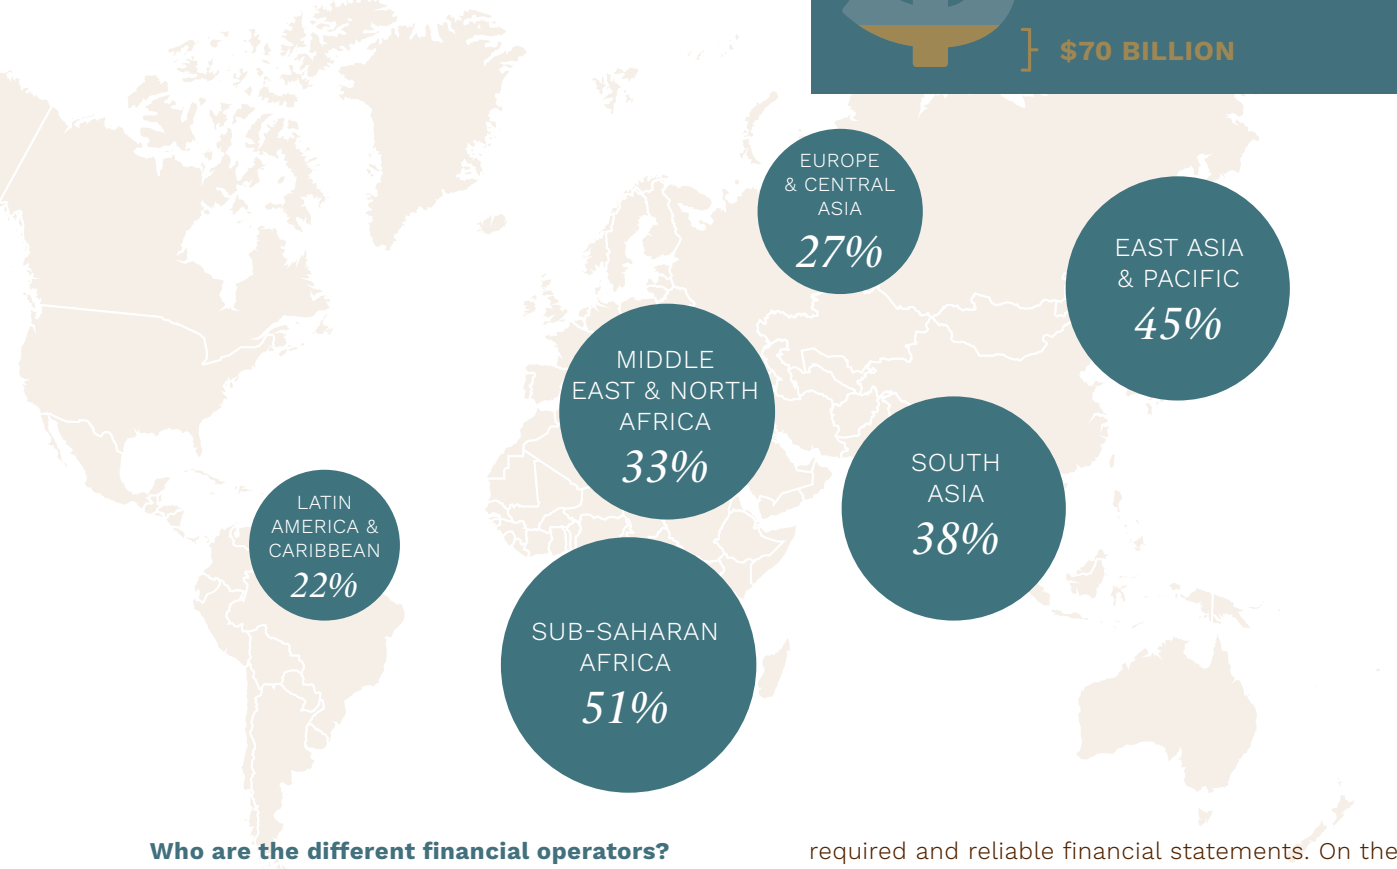 $70 BILLION
EUROPE
& CENTRAL
ASIA
27%
EAST ASIA
& PACIFIC
45%
MIDDLE
EAST & NORTH
AFRICA
33%
SOUTH
ASIA
38%
LATIN
AMERICA &
CARIBBEAN
22%
SUB-SAHARAN
AFRICA
51%
Who are the different financial operators?
required and reliable financial statements. On the